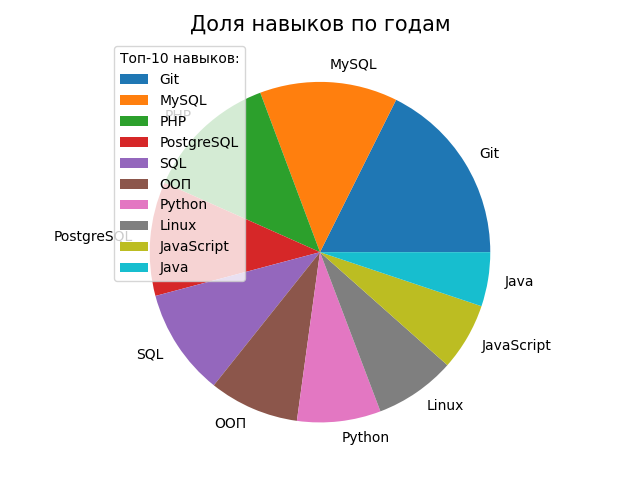 Доля навыков по годам
Топ-10 навыков:
Git
MySQL
PHP
PostgreSQL
SQL
ООП
Python
Linux
JavaScript
Java
MySQL
Git
PHP
PostgreSQL
Java
JavaScript
SQL
Linux
ООП
Python